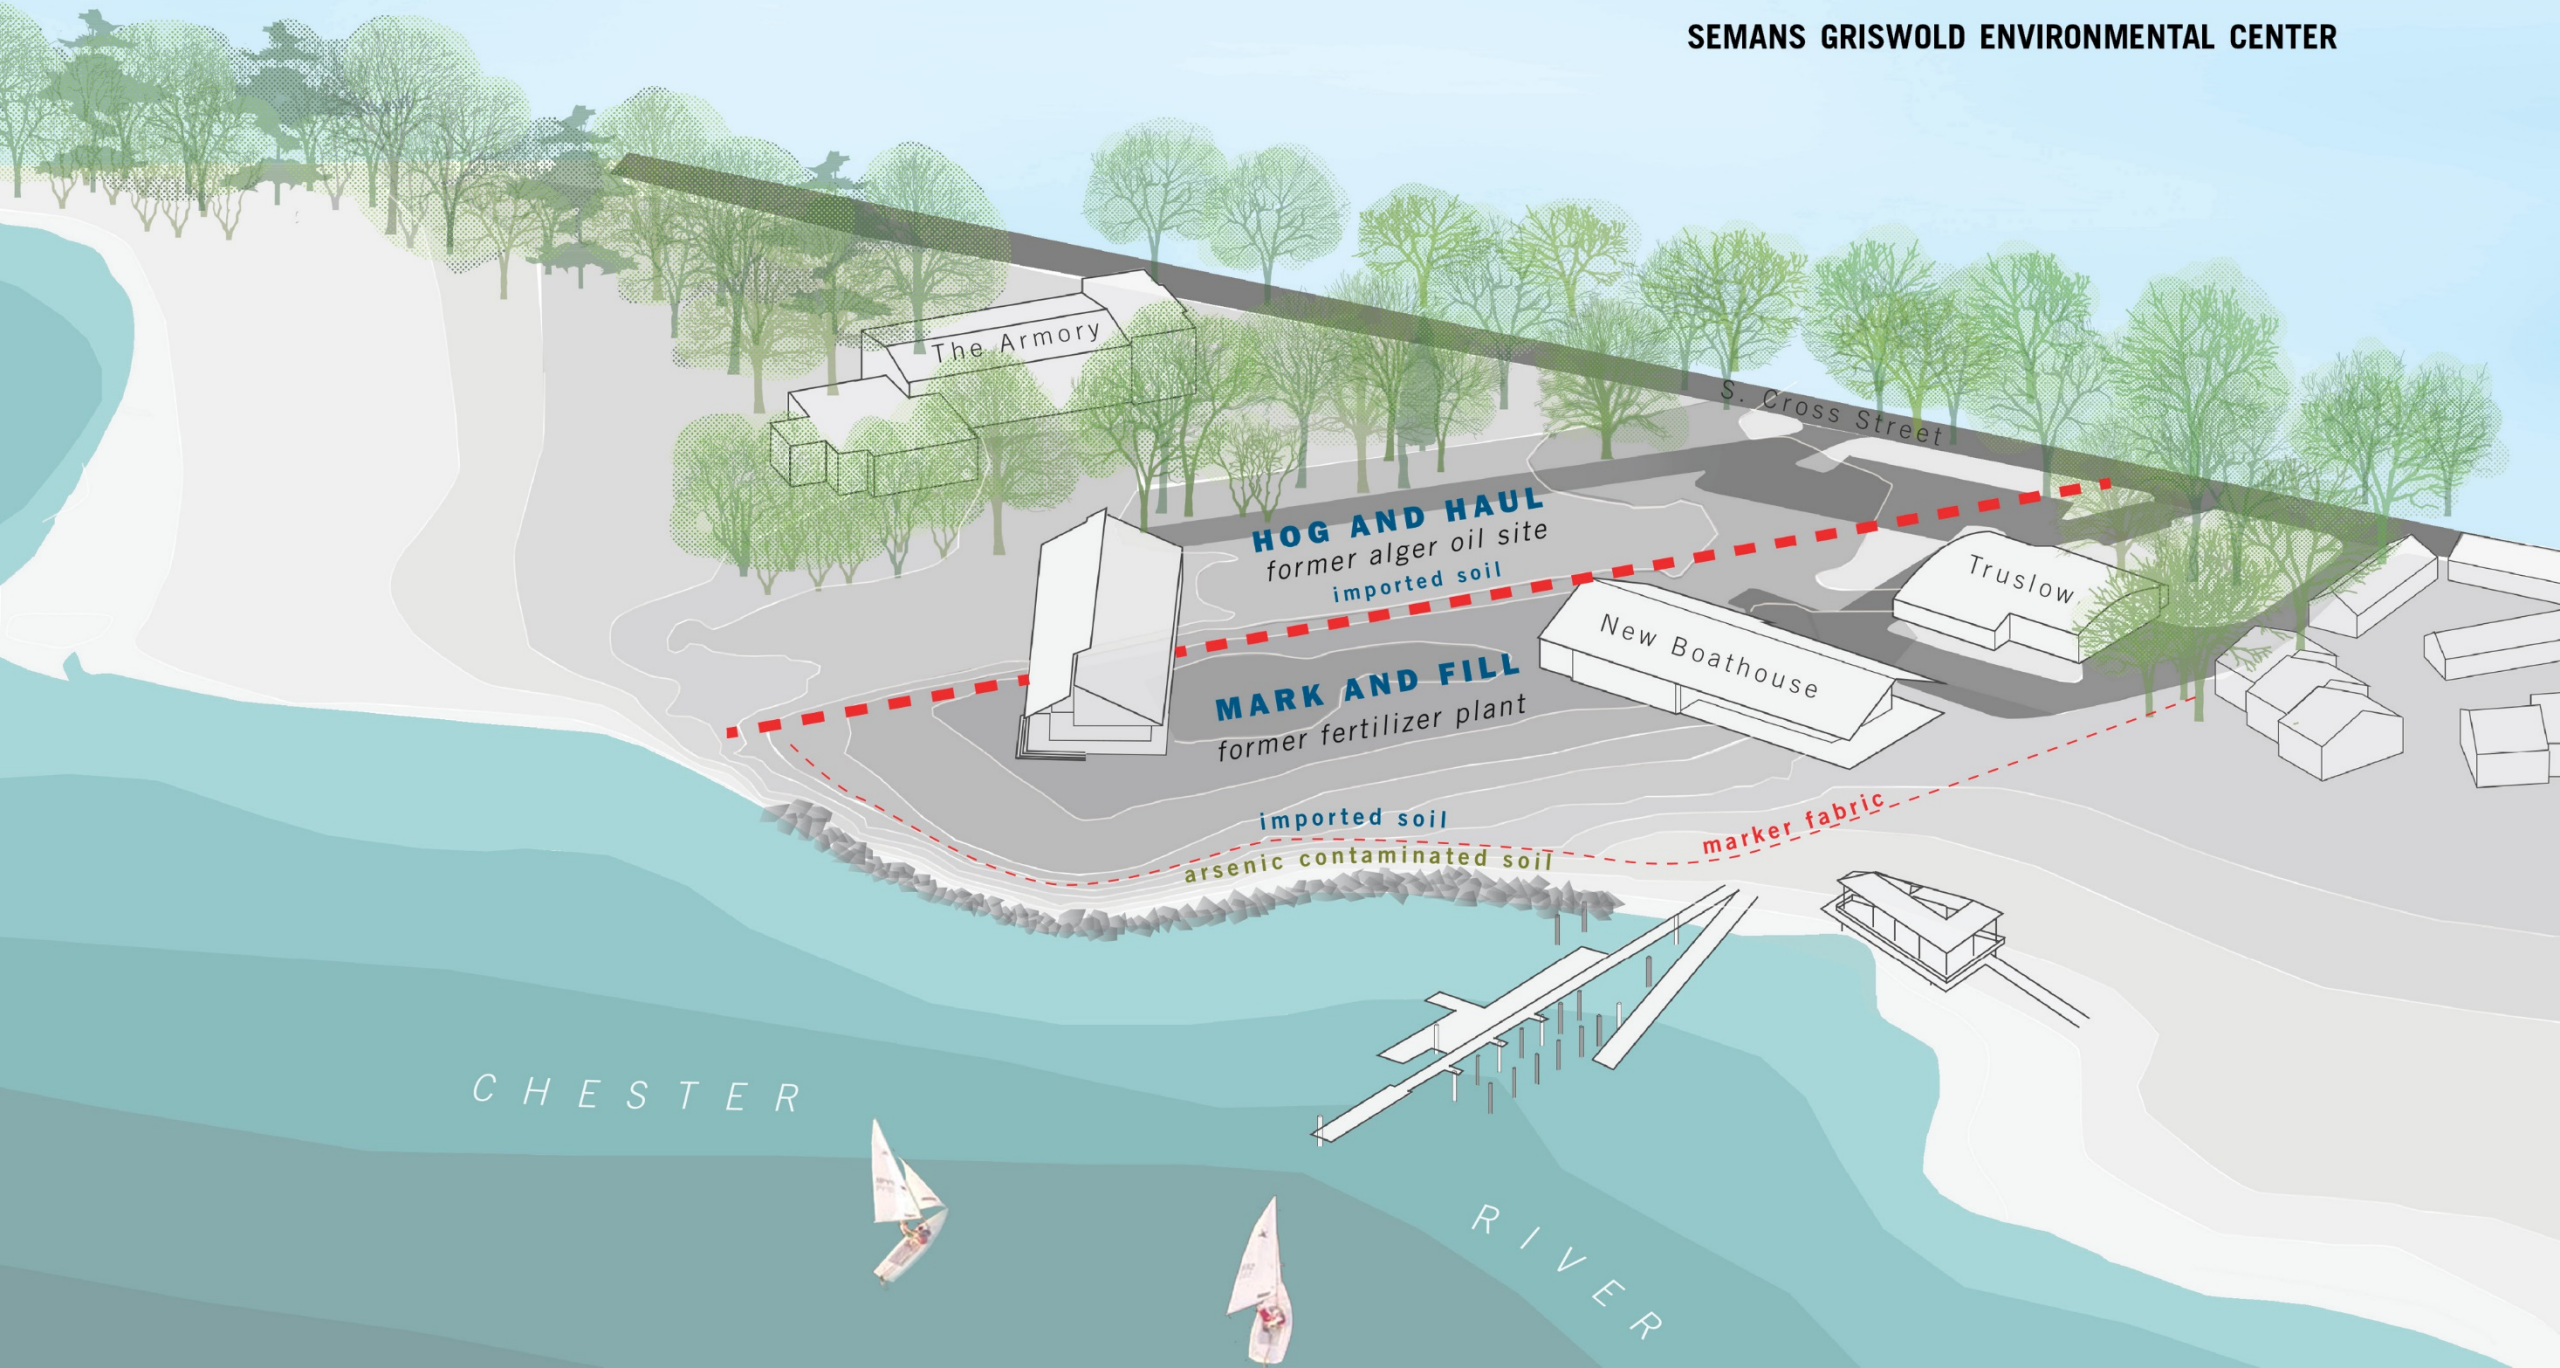 SEMANS GRISWOLD ENVIRONMENTAL CENTER
The Armory
S. Cross Street
HOG AND HAUL
former alger oil site
imported soil
Truslow
New Boathouse
MARK AND FILL
former fertilizer plant
imported soil
marker fabric
arsenic contaminated soil
CHESTER
RIVER